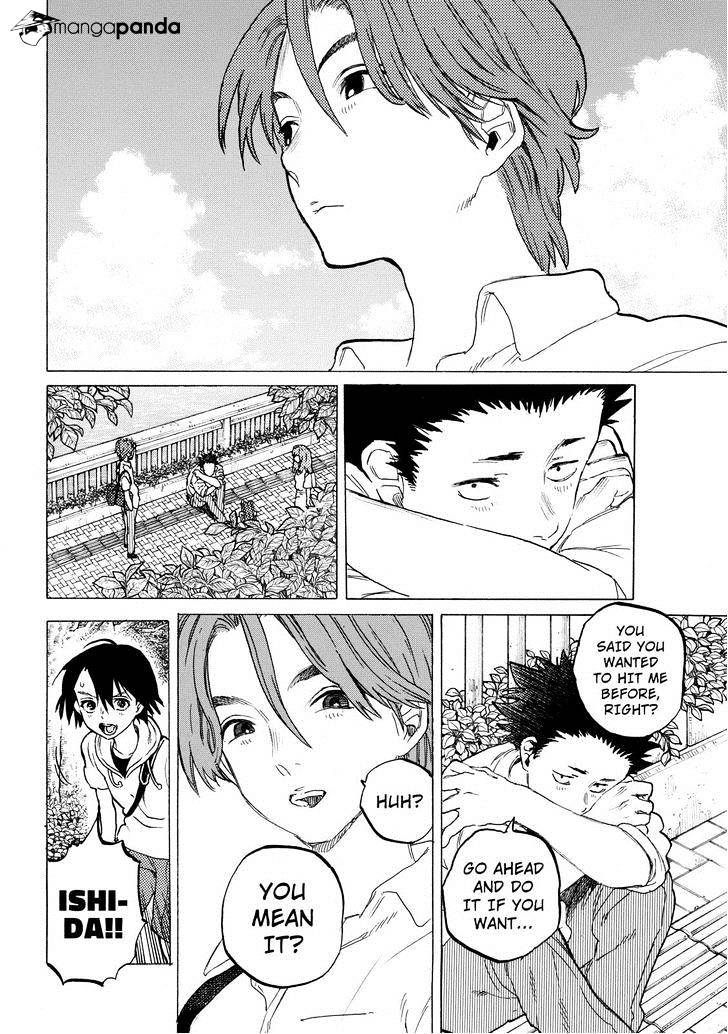 mangapanda
YOU
SAID YOU
WANTED
TO HIT ME
BEFORE,
RIGHT?
GO AHEAD
AND DO
IT IF YOU
WANT...
HUH?
YOU
MEAN
IT?
ISHI-
DA!!